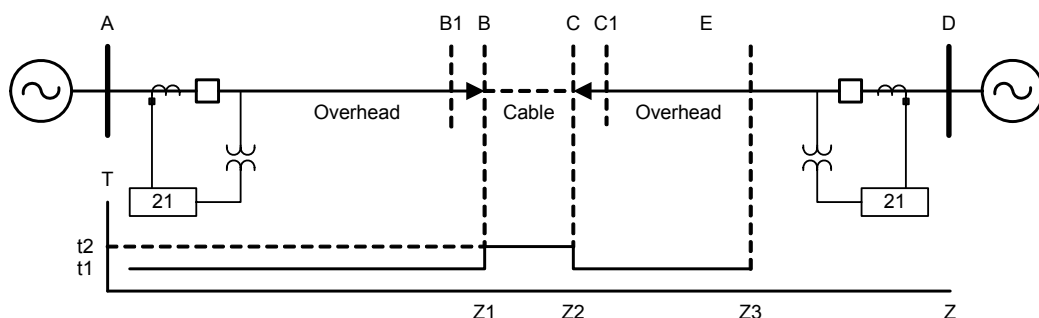 A B1 B C C1 E D
Overhead Cable Overhead
T
21 21
t2
t1
Z1 Z2 Z3 Z